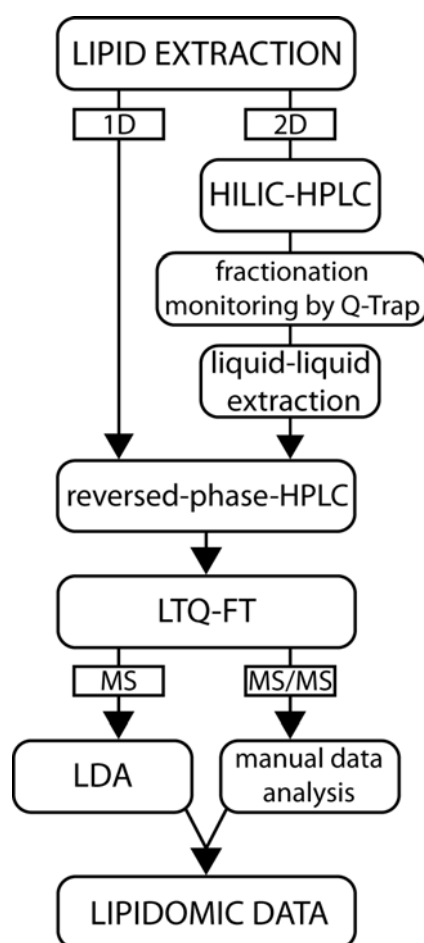 LIPID EXTRACTION
1D
2D
HILIC-HPLC
fractionation
monitoring by Q-Trap
liquid-liquid
extraction
reversed-phase-HPLC
LTQ-FT
MS
MS/MS
LDA
manual data
analysis
LIPIDOMIC DATA